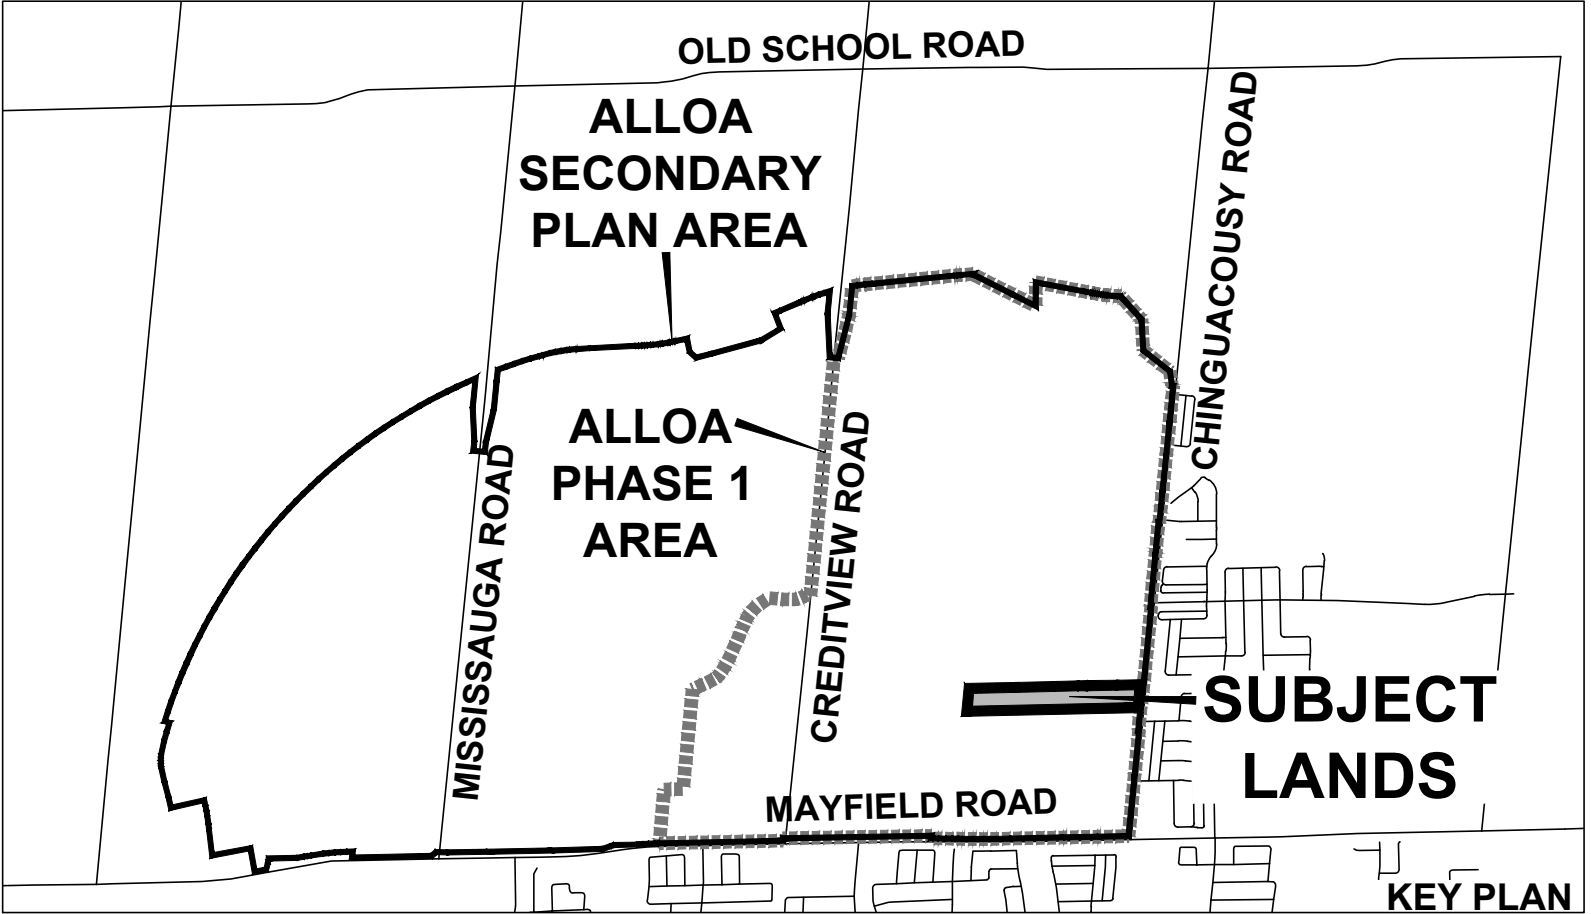 OLD SCHOOL ROAD
ALLOA
SECONDARY
PLAN AREA
CHINGUACOUSY ROAD
ALLOA
PHASE 1
AREA
MISSISSAUGA ROAD
CREDITVIEW ROAD
SUBJECT
LANDS
MAYFIELD ROAD
KEY PLAN